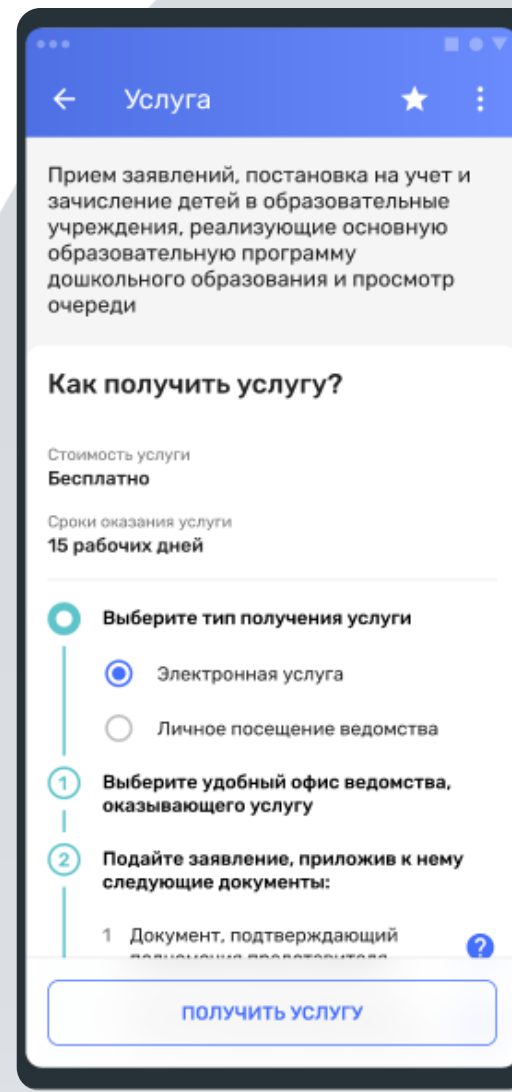 Услуга
Прием заявлений, постановка на учет и
зачисление детей в образовательные
учреждения, реализующие основную
образовательную программу
дошкольного образования и просмотр
очереди
Как получить услугу?
Стоимость услуги
Бесплатно
Сроки оказания услуги
15 рабочих дней
Выберите тип получения услуги
Электронная услуга
Личное посещение ведомства
1 Выберите удобный офис ведомства,
оказывающего услугу
2 Подайте заявление, приложив к нему
следующие документы:
1 Документ, подтверждающий ?
ПОЛУЧИТЬ УСЛУГУ